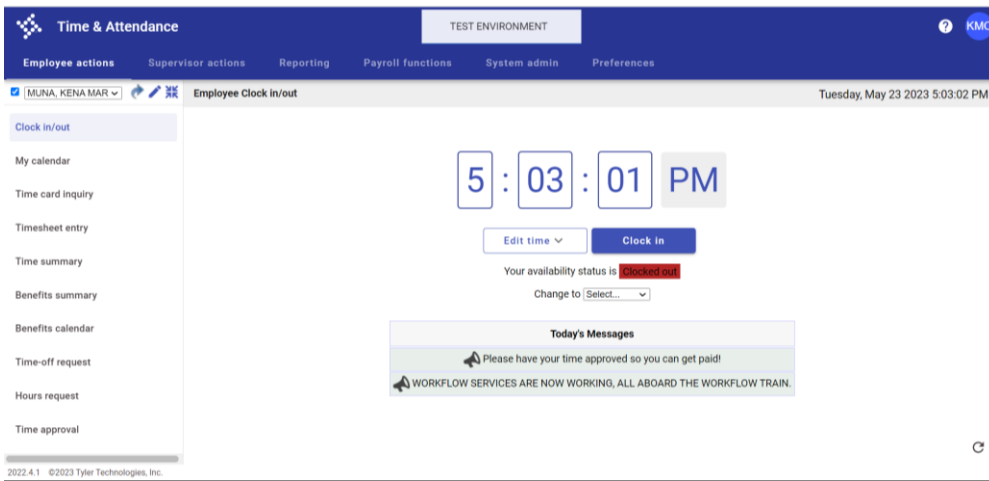 Time & Attendance
TEST ENVIRONMENT
?
KMC
Employee actions Supervisor actions Reporting Payroll functions System admin Preferences
MUNA, KENA MAR
Employee Clock in/out
Tuesday, May 23 2023 5:03:02 PM
Clock in/out
My calendar
Time card inquiry
Timesheet entry
Time summary
Benefits summary
Benefits calendar
Time-off request
Hours request
Time approval
5 : 03 : 01 PM
Edit time Clock in
Your availability status is Clocked out
Change to Select...
Today's Messages
Please have your time approved so you can get paid!
WORKFLOW SERVICES ARE NOW WORKING, ALL ABOARD THE WORKFLOW TRAIN.
2022.4.1 ©2023 Tyler Technologies, Inc.